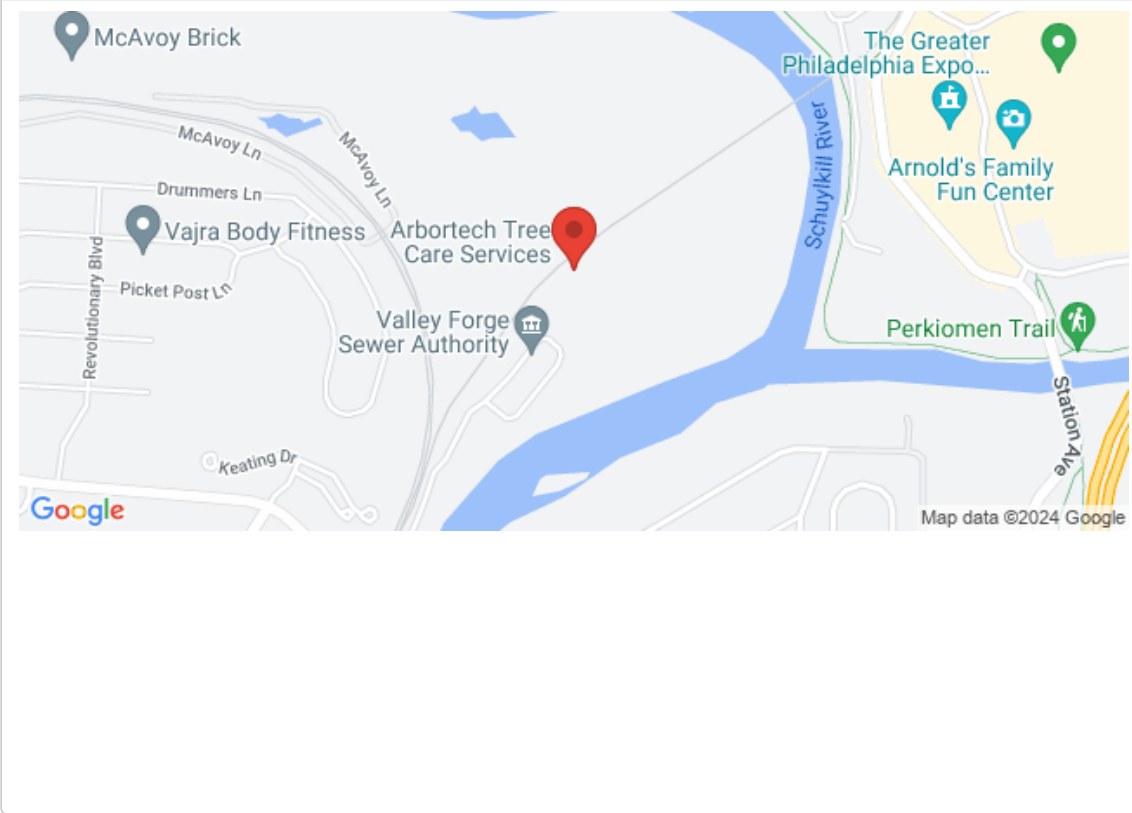 McAvoy Brick
The Greater
Philadelphia Expo...
McAvoy Ln
McAvoy Ln
Schuylkill River
Arnold's Family
Fun Center
Drummers Ln
Vajra Body Fitness
Arbortech Tree
Care Services
Revolutionary Blvd
Picket Post Ln
Valley Forge
Sewer Authority
Perkiomen Trail
Station Ave
Keating Dr
Google
Map data ©2024 Google